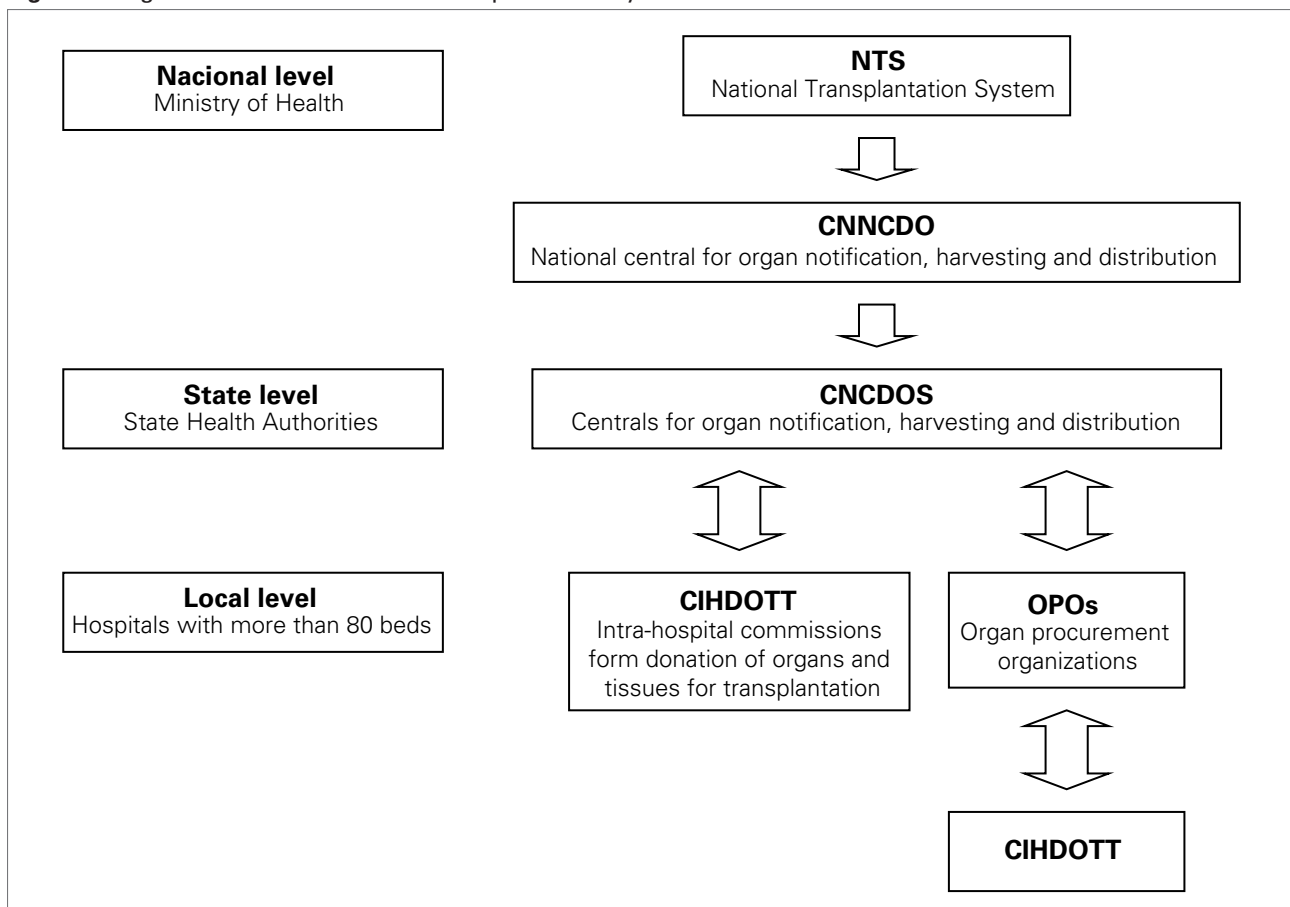 Nacional level
Ministry of Health
NTS
National Transplantation System
CNNCDO
National central for organ notification, harvesting and distribution
State level
State Health Authorities
CNCDOS
Centrals for organ notification, harvesting and distribution
Local level
Hospitals with more than 80 beds
CIHDOTT
Intra-hospital commissions
form donation of organs and
tissues for transplantation
OPOs
Organ procurement
organizations
CIHDOTT